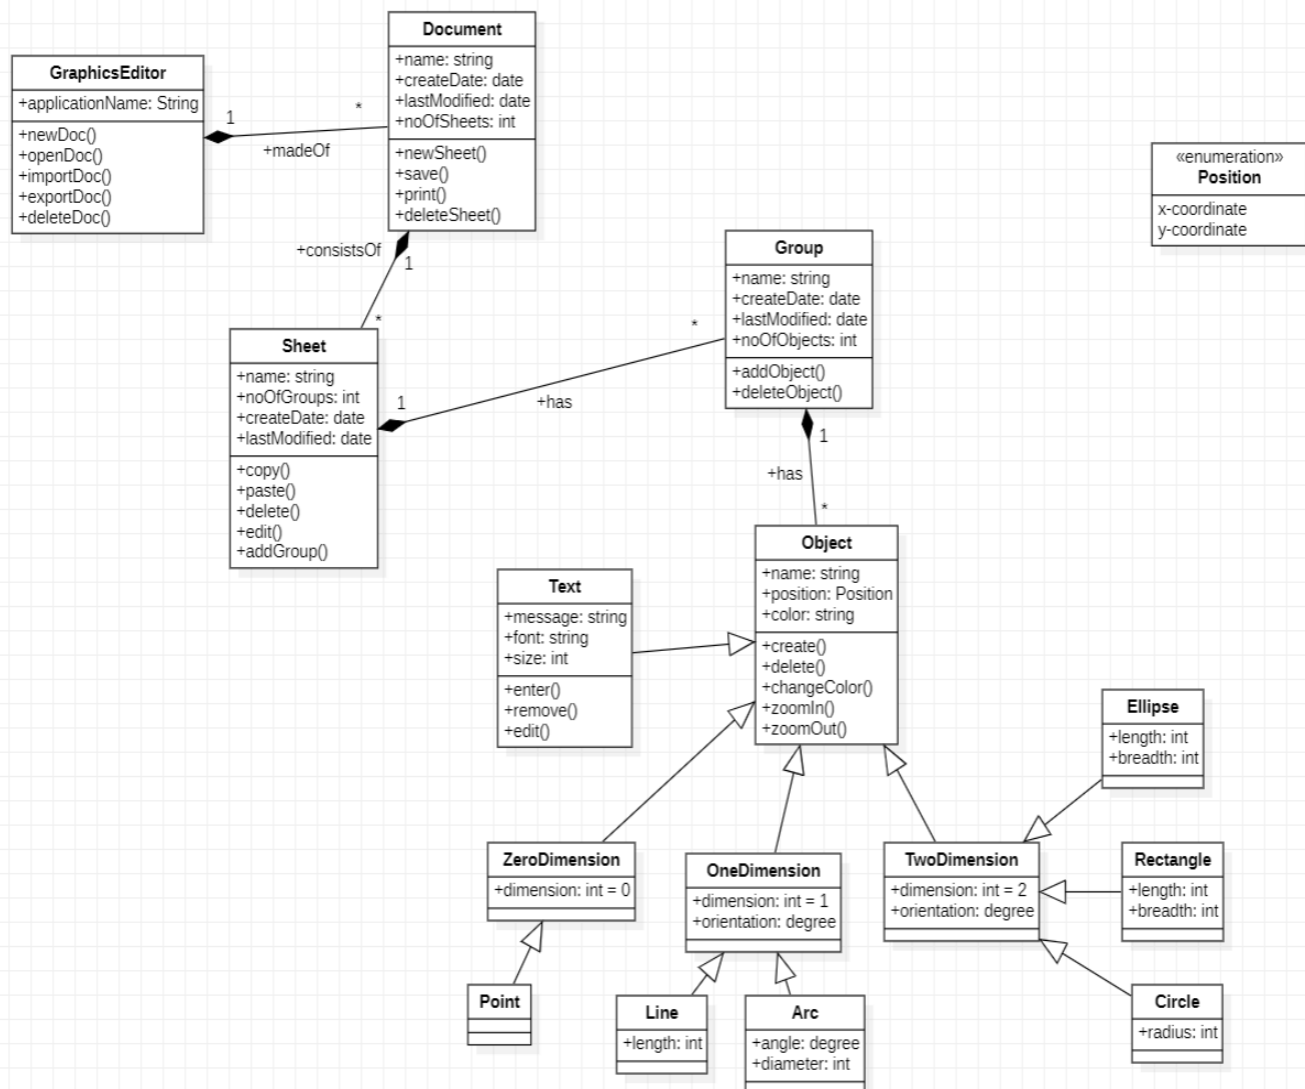 GraphicsEditor
+applicationName: String
+newDoc()
+openDoc()
+importDoc()
+exportDoc()
+deleteDoc()
1
*
+madeOf
Document
+name: string
+createDate: date
+lastModified: date
+noOfSheets: int
+newSheet()
+save()
+print()
+deleteSheet()
+consistsOf
1
*
«enumeration»
Position
x-coordinate
y-coordinate
Group
+name: string
+createDate: date
+lastModified: date
+noOfObjects: int
+addObject()
+deleteObject()
Sheet
+name: string
+noOfGroups: int
+createDate: date
+lastModified: date
+copy()
+paste()
+delete()
+edit()
+addGroup()
1
*
+has
1
+has
*
Object
+name: string
+position: Position
+color: string
+create()
+delete()
+changeColor()
+zoomIn()
+zoomOut()
Text
+message: string
+font: string
+size: int
+enter()
+remove()
+edit()
Ellipse
+length: int
+breadth: int
ZeroDimension
+dimension: int = 0
OneDimension
+dimension: int = 1
+orientation: degree
TwoDimension
+dimension: int = 2
+orientation: degree
Rectangle
+length: int
+breadth: int
Point
Line
+length: int
Arc
+angle: degree
+diameter: int
Circle
+radius: int